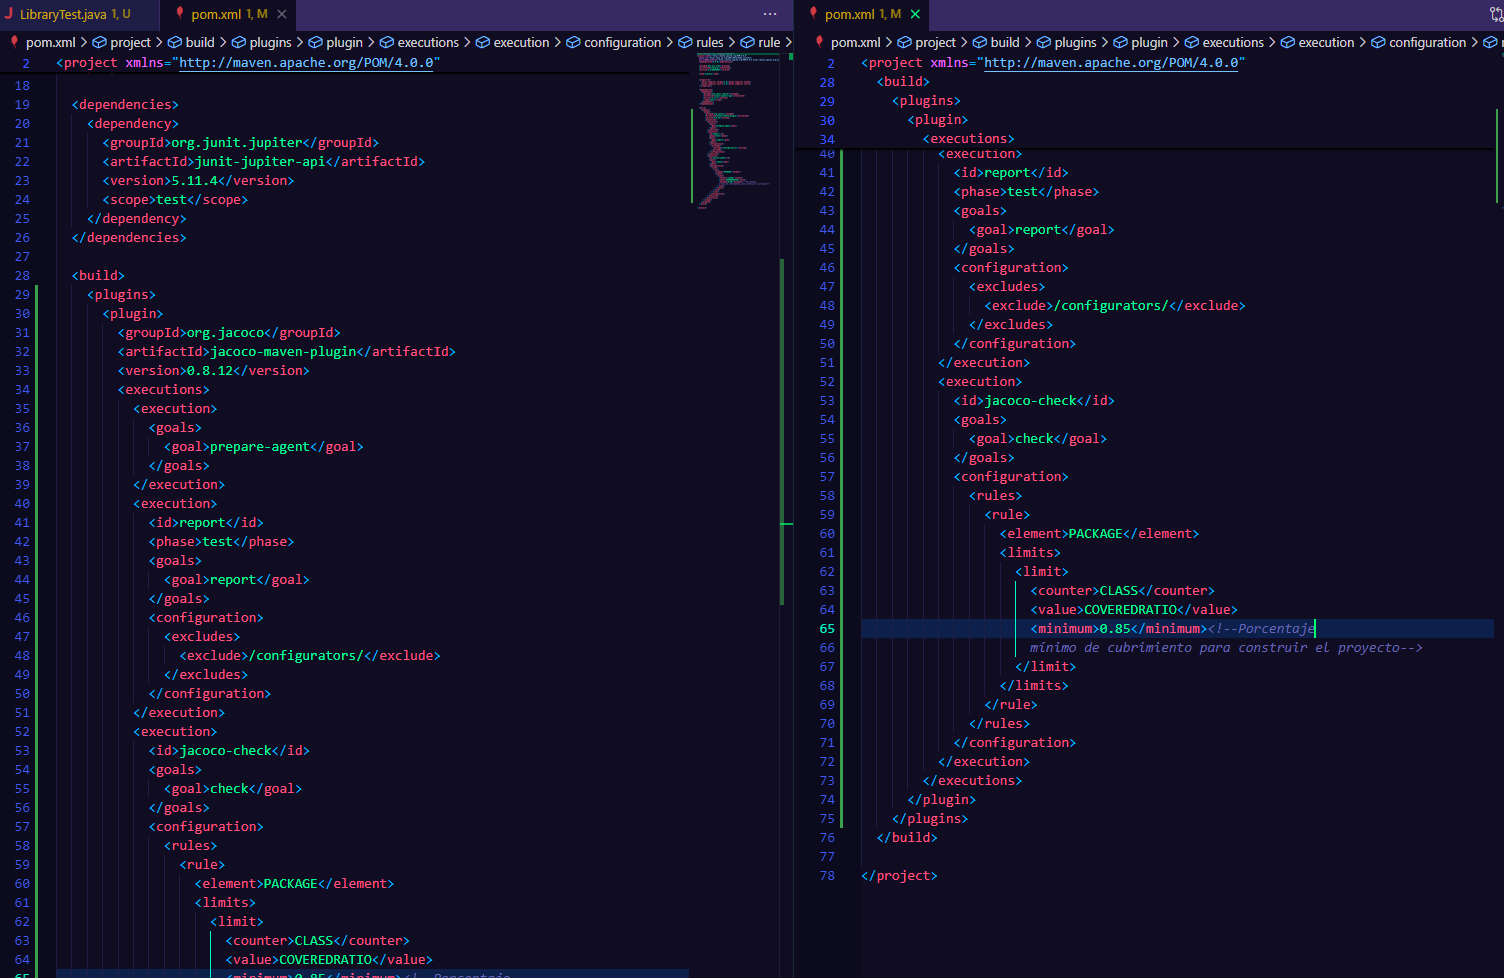 LibraryTest.java 1, U
pom.xml 1, M
pom.xml > project > build > plugins > plugin > executions > execution > configuration > rules > rule >
2 <project xmlns="http://maven.apache.org/POM/4.0.0"
18
19 <dependencies>
20 <dependency>
21 <groupId>org.junit.jupiter</groupId>
22 <artifactId>junit-jupiter-api</artifactId>
23 <version>5.11.4</version>
24 <scope>test</scope>
25 </dependency>
26 </dependencies>
27
28 <build>
29 <plugins>
30 <plugin>
31 <groupId>org.jacoco</groupId>
32 <artifactId>jacoco-maven-plugin</artifactId>
33 <version>0.8.12</version>
34 <executions>
35 <execution>
36 <goals>
37 <goal>prepare-agent</goal>
38 </goals>
39 </execution>
40 <execution>
41 <id>report</id>
42 <phase>test</phase>
43 <goals>
44 <goal>report</goal>
45 </goals>
46 <configuration>
47 <excludes>
48 <exclude>/configurators/</exclude>
49 </excludes>
50 </configuration>
51 </execution>
52 <execution>
53 <id>jacoco-check</id>
54 <goals>
55 <goal>check</goal>
56 </goals>
57 <configuration>
58 <rules>
59 <rule>
60 <element>PACKAGE</element>
61 <limits>
62 <limit>
63 <counter>CLASS</counter>
64 <value>COVEREDRATIO</value>
65 <minimum>0.85</minimum><!--Porcentaje
pom.xml 1, M
pom.xml > project > build > plugins > plugin > executions > execution > configuration >
2 <project xmlns="http://maven.apache.org/POM/4.0.0"
28 <build>
29 <plugins>
30 <plugin>
34 <executions>
40 <execution>
41 <id>report</id>
42 <phase>test</phase>
43 <goals>
44 <goal>report</goal>
45 </goals>
46 <configuration>
47 <excludes>
48 <exclude>/configurators/</exclude>
49 </excludes>
50 </configuration>
51 </execution>
52 <execution>
53 <id>jacoco-check</id>
54 <goals>
55 <goal>check</goal>
56 </goals>
57 <configuration>
58 <rules>
59 <rule>
60 <element>PACKAGE</element>
61 <limits>
62 <limit>
63 <counter>CLASS</counter>
64 <value>COVEREDRATIO</value>
65 <minimum>0.85</minimum><!--Porcentaje
66 mínimo de cubrimiento para construir el proyecto-->
67 </limit>
68 </limits>
69 </rule>
70 </rules>
71 </configuration>
72 </execution>
73 </executions>
74 </plugin>
75 </plugins>
76 </build>
77
78 </project>